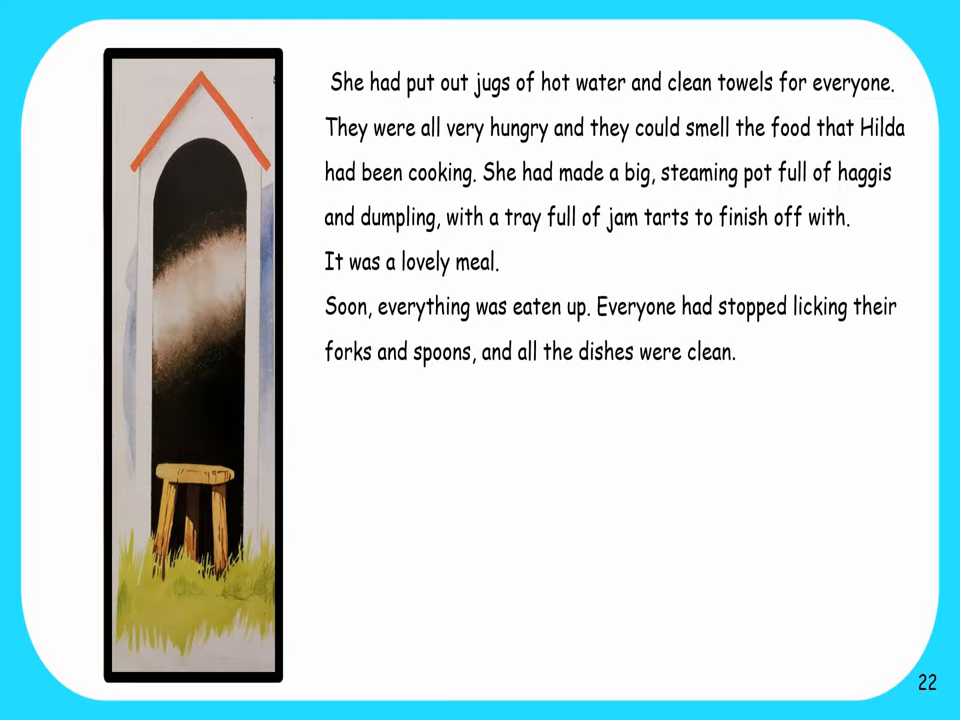 She had put out jugs of hot water and clean towels for everyone.
They were all very hungry and they could smell the food that Hilda
had been cooking. She had made a big, steaming pot full of haggis
and dumpling, with a tray full of jam tarts to finish off with.
It was a lovely meal.
Soon, everything was eaten up. Everyone had stopped licking their
forks and spoons, and all the dishes were clean.
22